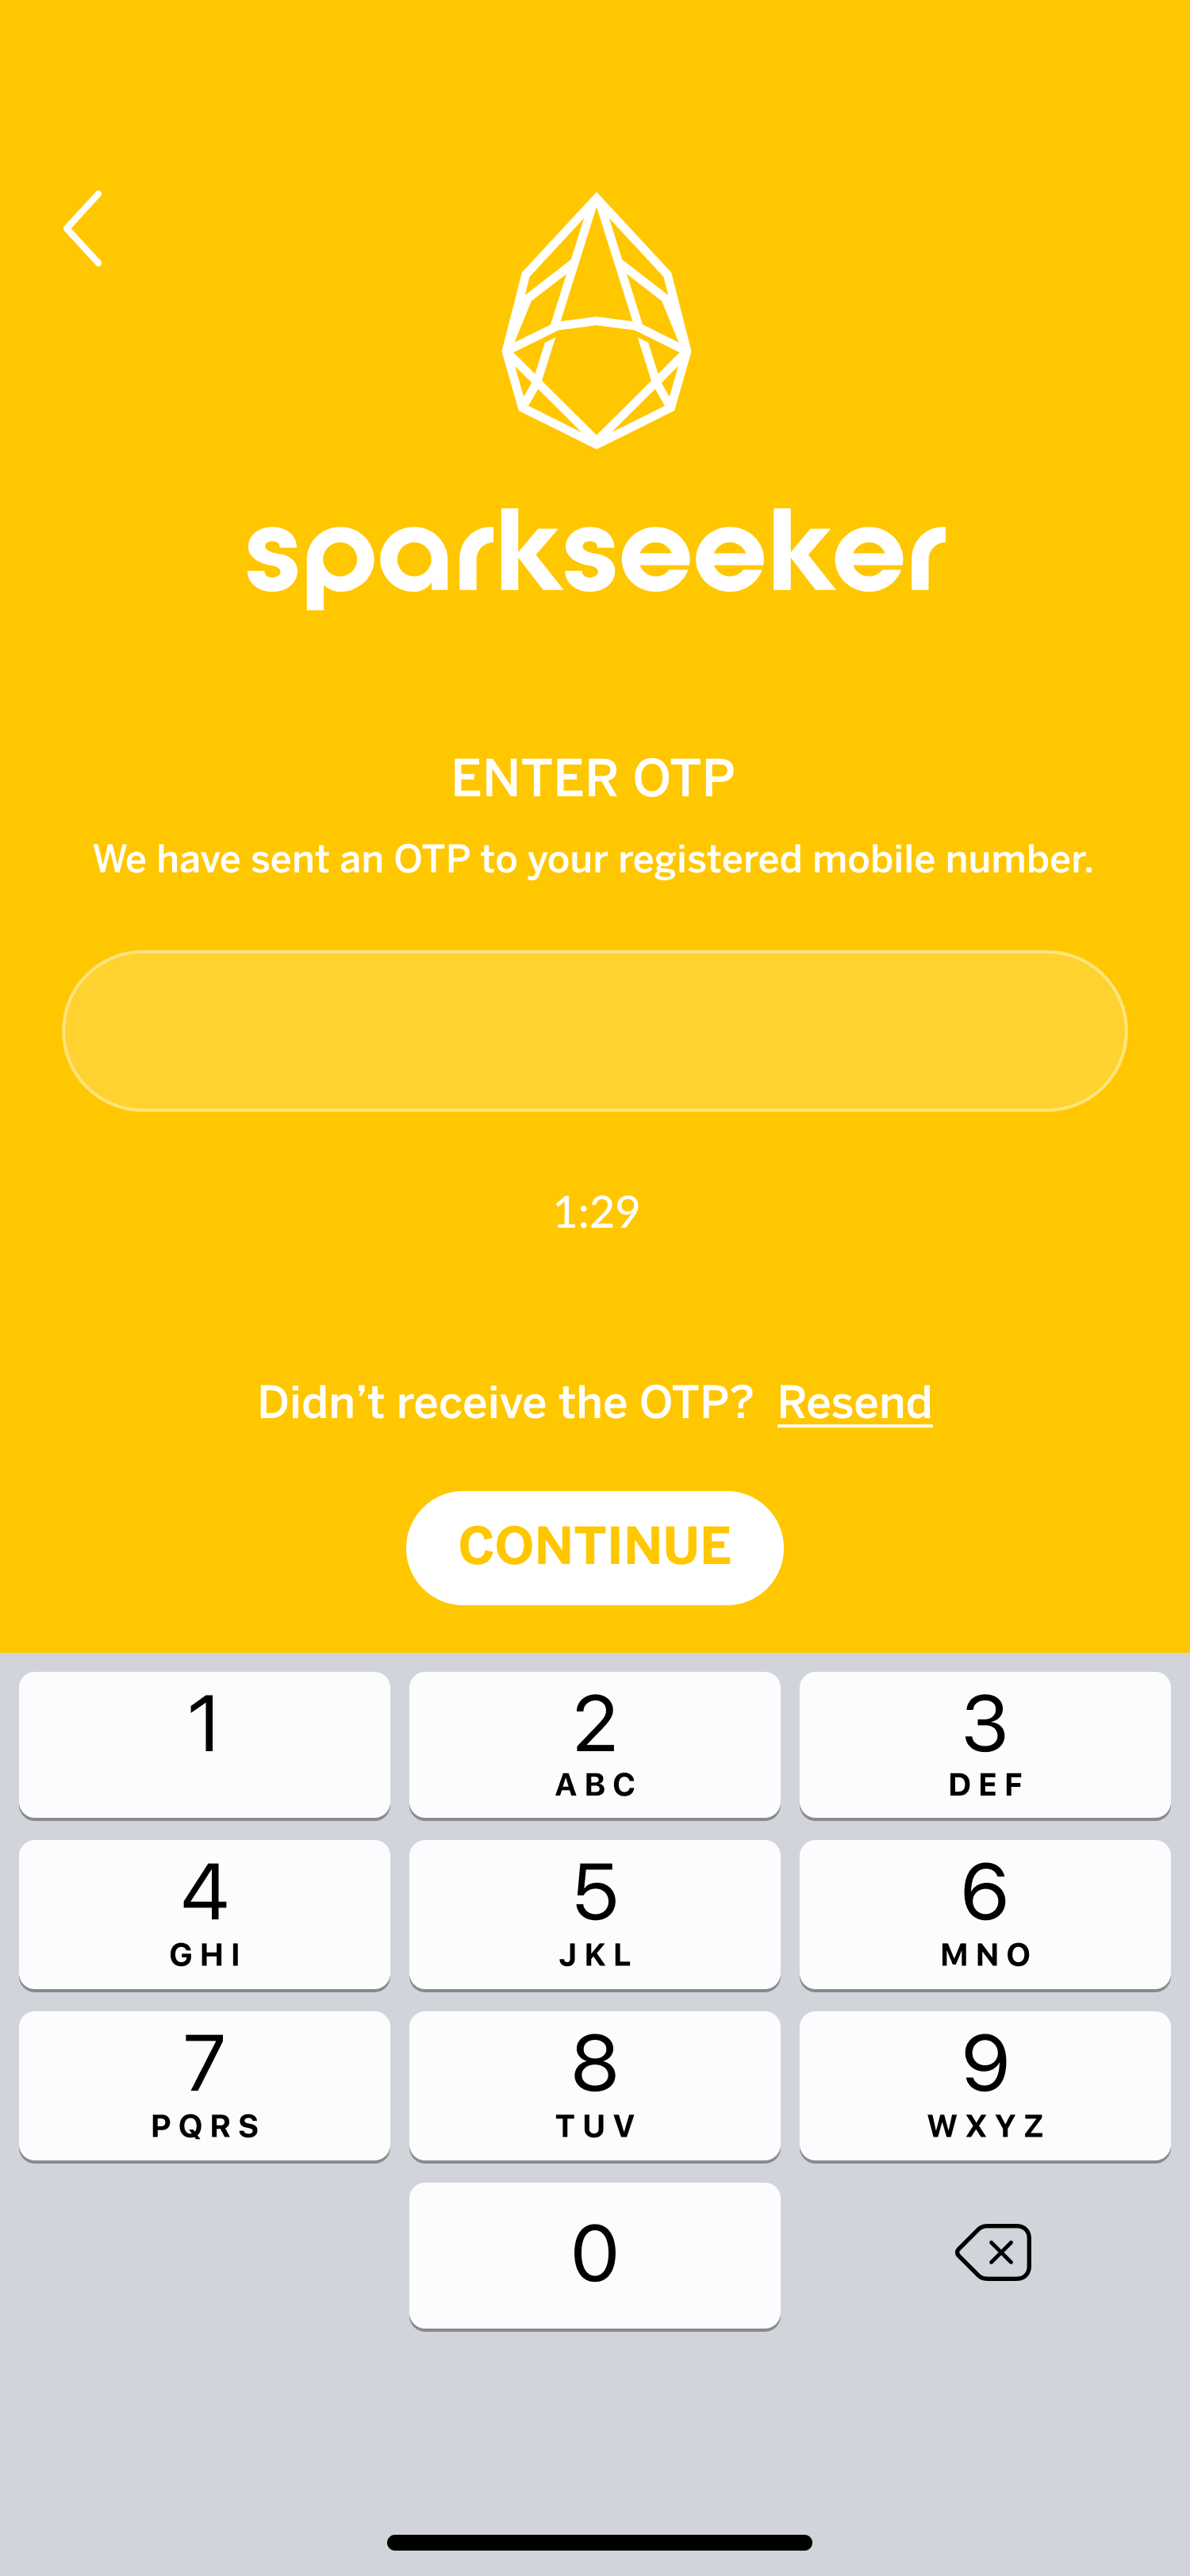 sparkseeker
ENTER OTP
We have sent an OTP to your registered mobile number.
1:29
Didn’t receive the OTP? Resend
CONTINUE
1 2 3
ABC DEF
4 5 6
GHI JKL MNO
7 8 9
PQRS TUV WXYZ
0